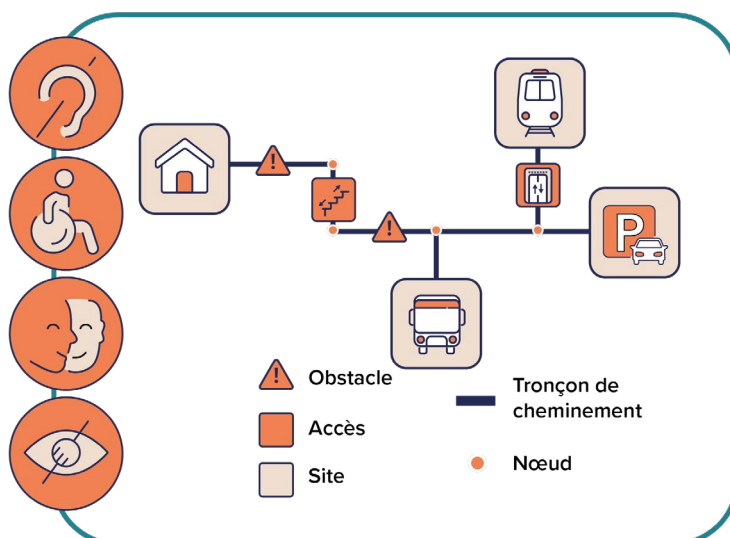 P
Obstacle
Accès
Site
Tronçon de
cheminement
Nœud